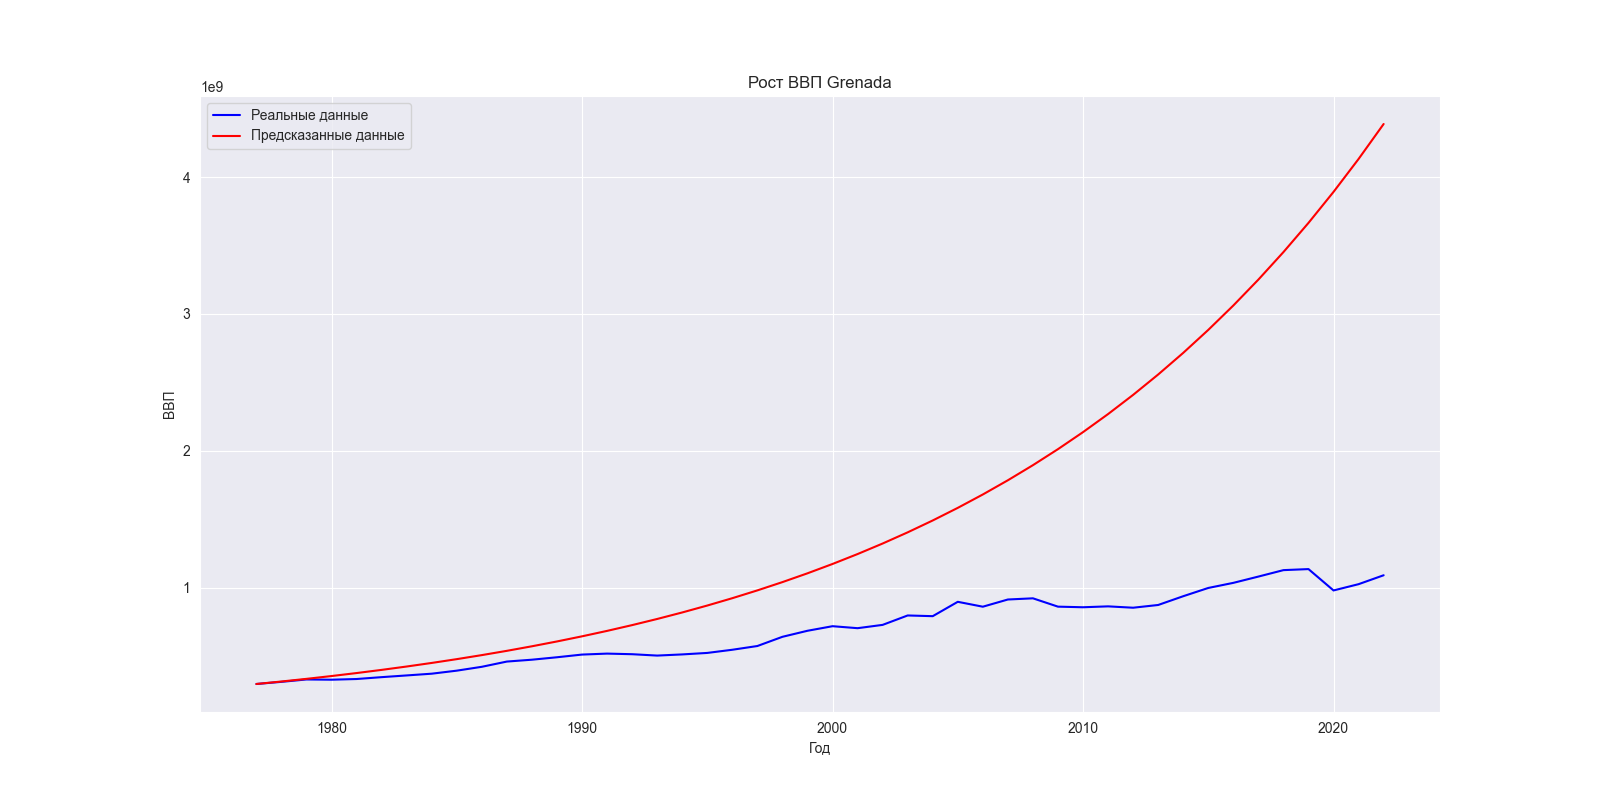 Рост ВВП Grenada
1e9
Реальные данные
Предсказанные данные
4
3
2
1
ВВП
1980
1990
2000
2010
2020
Год